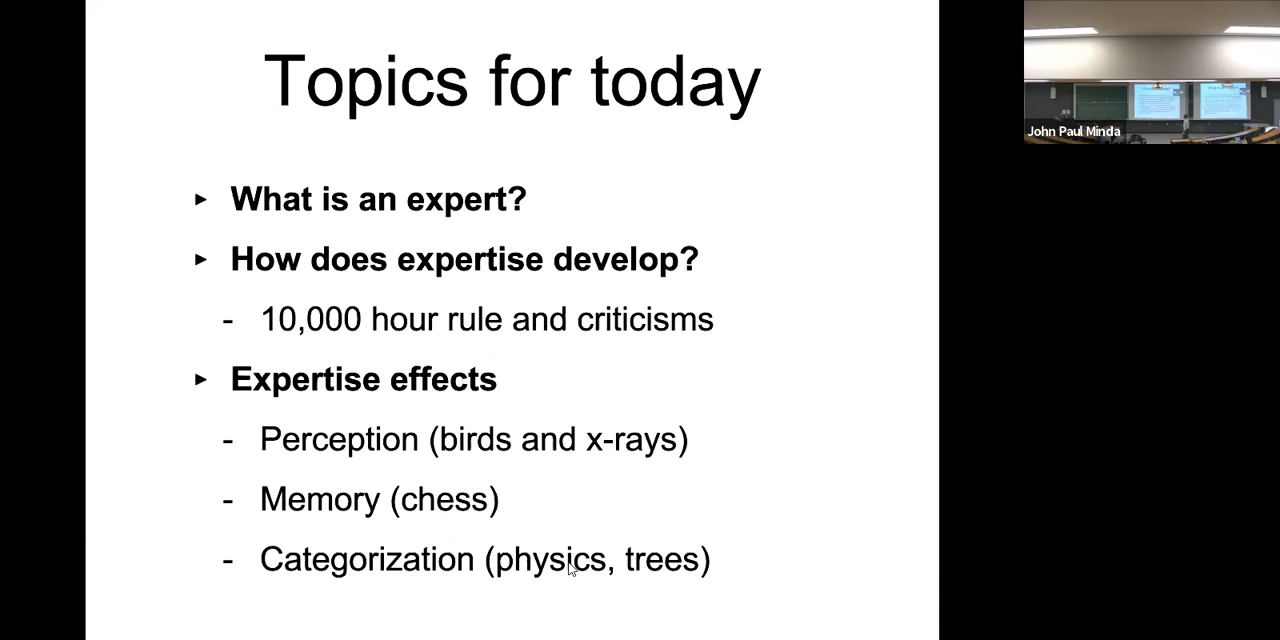 Topics for today
▸ What is an expert?
▸ How does expertise develop?
- 10,000 hour rule and criticisms
▸ Expertise effects
- Perception (birds and x-rays)
- Memory (chess)
- Categorization (physics, trees)
John Paul Minda